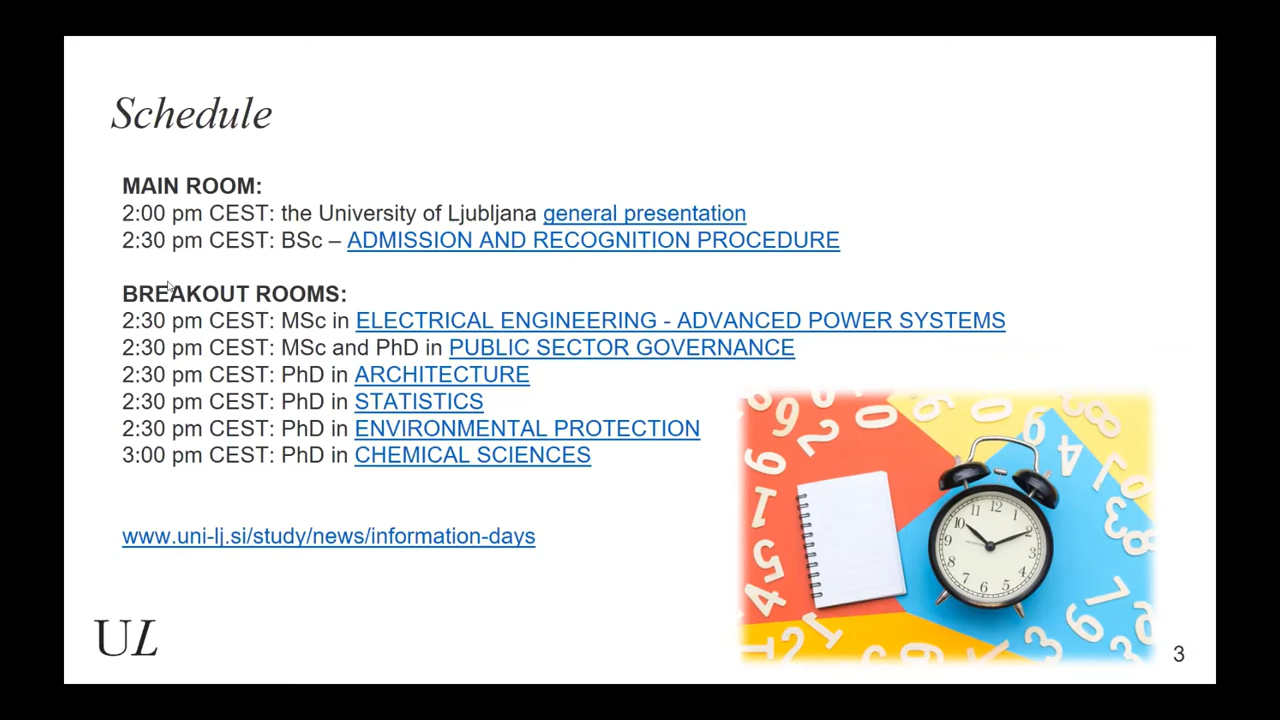 Schedule
MAIN ROOM:
2:00 pm CEST: the University of Ljubljana general presentation
2:30 pm CEST: BSc – ADMISSION AND RECOGNITION PROCEDURE
BREAKOUT ROOMS:
2:30 pm CEST: MSc in ELECTRICAL ENGINEERING - ADVANCED POWER SYSTEMS
2:30 pm CEST: MSc and PhD in PUBLIC SECTOR GOVERNANCE
2:30 pm CEST: PhD in ARCHITECTURE
2:30 pm CEST: PhD in STATISTICS
2:30 pm CEST: PhD in ENVIRONMENTAL PROTECTION
3:00 pm CEST: PhD in CHEMICAL SCIENCES
www.uni-lj.si/study/news/information-days
UL
3